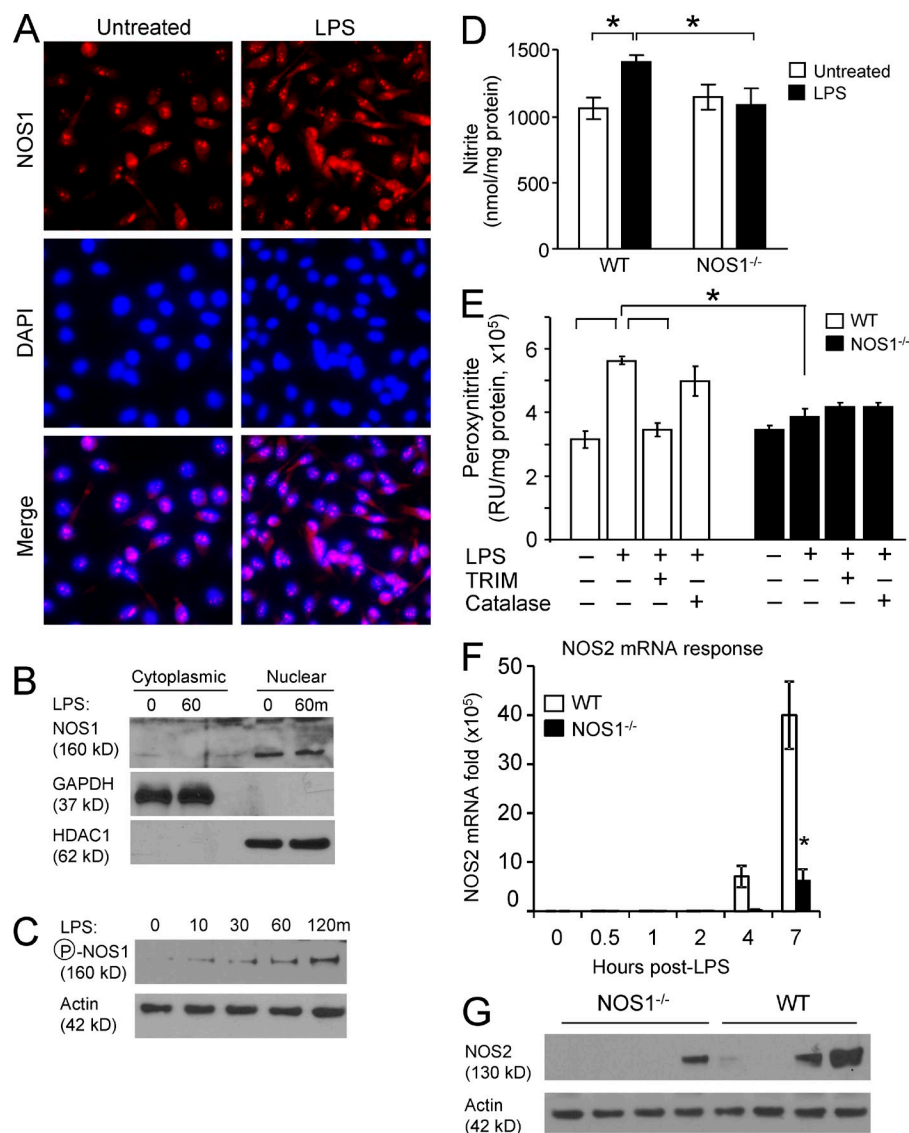 A
Untreated LPS
NOS1
DAPI
Merge
B
Cytoplasmic Nuclear
LPS: 0 60 0 60m
NOS1
(160 kD)
GAPDH
(37 kD)
HDAC1
(62 kD)
C
LPS: 0 10 30 60 120m
Ⓟ-NOS1
(160 kD)
Actin
(42 kD)
D
* *
1500
1000
500
0
Nitrite
(nmol/mg protein)
Untreated
LPS
WT NOS1-/-
E
*
WT
NOS1-/-
6
4
2
0
Peroxynitrite
(RU/mg protein, x10⁵)
LPS − + + + − + + +
TRIM − − + − − − + −
Catalase − − − + − − − +
F
NOS2 mRNA response
WT
NOS1-/-
50
40
30
20
10
0
NOS2 mRNA fold (x10⁵)
*
0 0.5 1 2 4 7
Hours post-LPS
G
NOS1-/- WT
NOS2
(130 kD)
Actin
(42 kD)